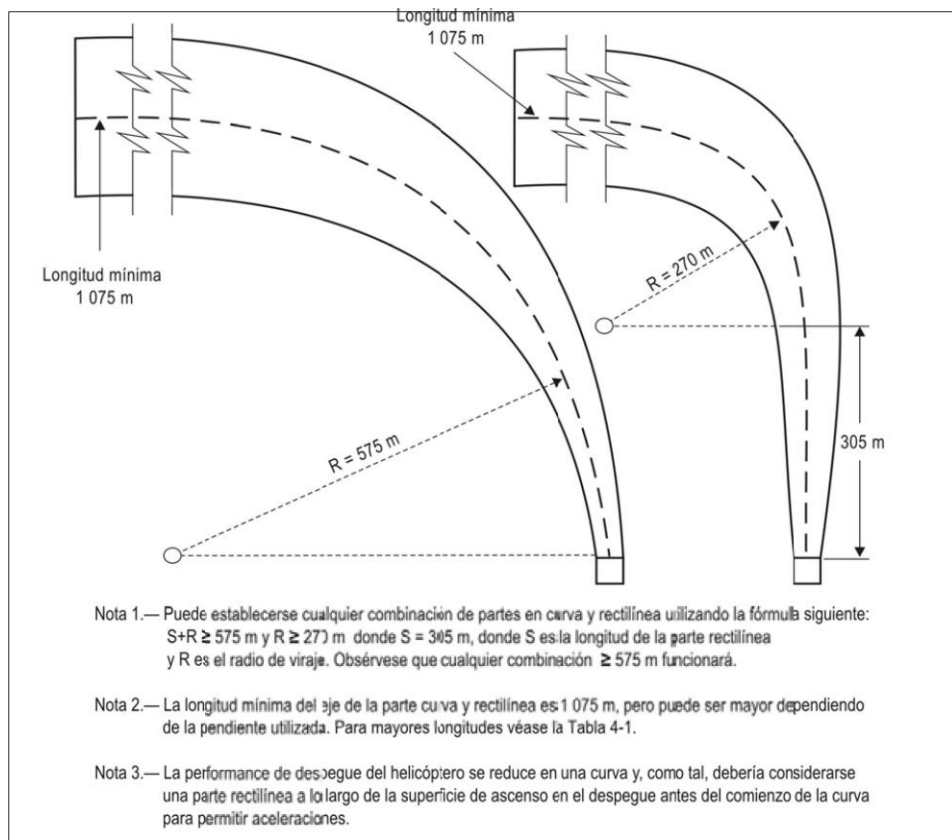 Longitud mínima
1 075 m
Longitud mínima
1 075 m
R = 270 m
R = 575 m
305 m
Nota 1.— Puede establecerse cualquier combinación de partes en curva y rectilínea utilizando la fórmula siguiente:
S+R ≥ 575 m y R ≥ 270 m donde S = 305 m, donde S es la longitud de la parte rectilínea
y R es el radio de viraje. Obsérvese que cualquier combinación ≥ 575 m funcionará.
Nota 2.— La longitud mínima del eje de la parte curva y rectilínea es 1 075 m, pero puede ser mayor dependiendo
de la pendiente utilizada. Para mayores longitudes véase la Tabla 4-1.
Nota 3.— La performance de despegue del helicóptero se reduce en una curva y, como tal, debería considerarse
una parte rectilínea a lo largo de la superficie de ascenso en el despegue antes del comienzo de la curva
para permitir aceleraciones.